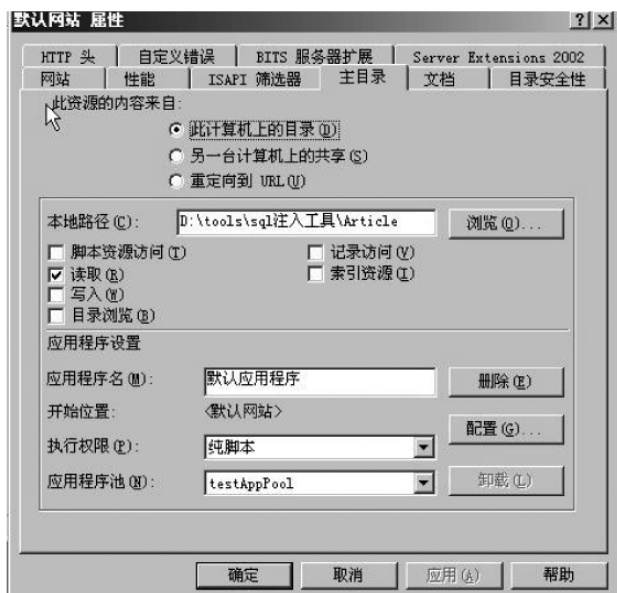 默认网站 属性
HTTP 头 自定义错误 BITS 服务器扩展 Server Extensions 2002
网站 性能 ISAPI 筛选器 主目录 文档 目录安全性
此资源的内容来自:
此计算机上的目录(D)
另一台计算机上的共享(S)
重定向到 URL(U)
本地路径(C): D:\tools\sql注入工具\Article 浏览(O)...
脚本资源访问(T) 记录访问(V)
读取(R) 索引资源(I)
写入(W)
目录浏览(B)
应用程序设置
应用程序名(M): 默认应用程序 删除(E)
开始位置: <默认网站>
配置(G)...
执行权限(P): 纯脚本
应用程序池(N): testAppPool 卸载(L)
确定 取消 应用(A) 帮助